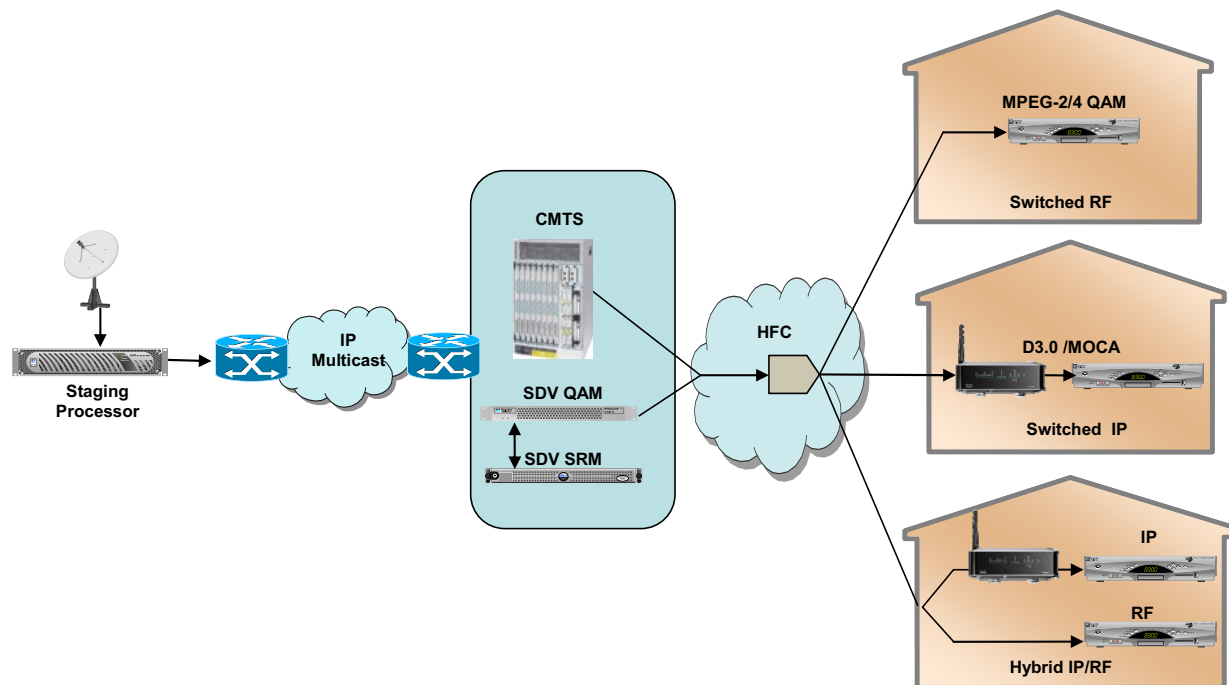 MPEG-2/4 QAM
Switched RF
CMTS
HFC
IP
Multicast
D3.0 /MOCA
Staging
Processor
SDV QAM
Switched IP
SDV SRM
IP
RF
Hybrid IP/RF